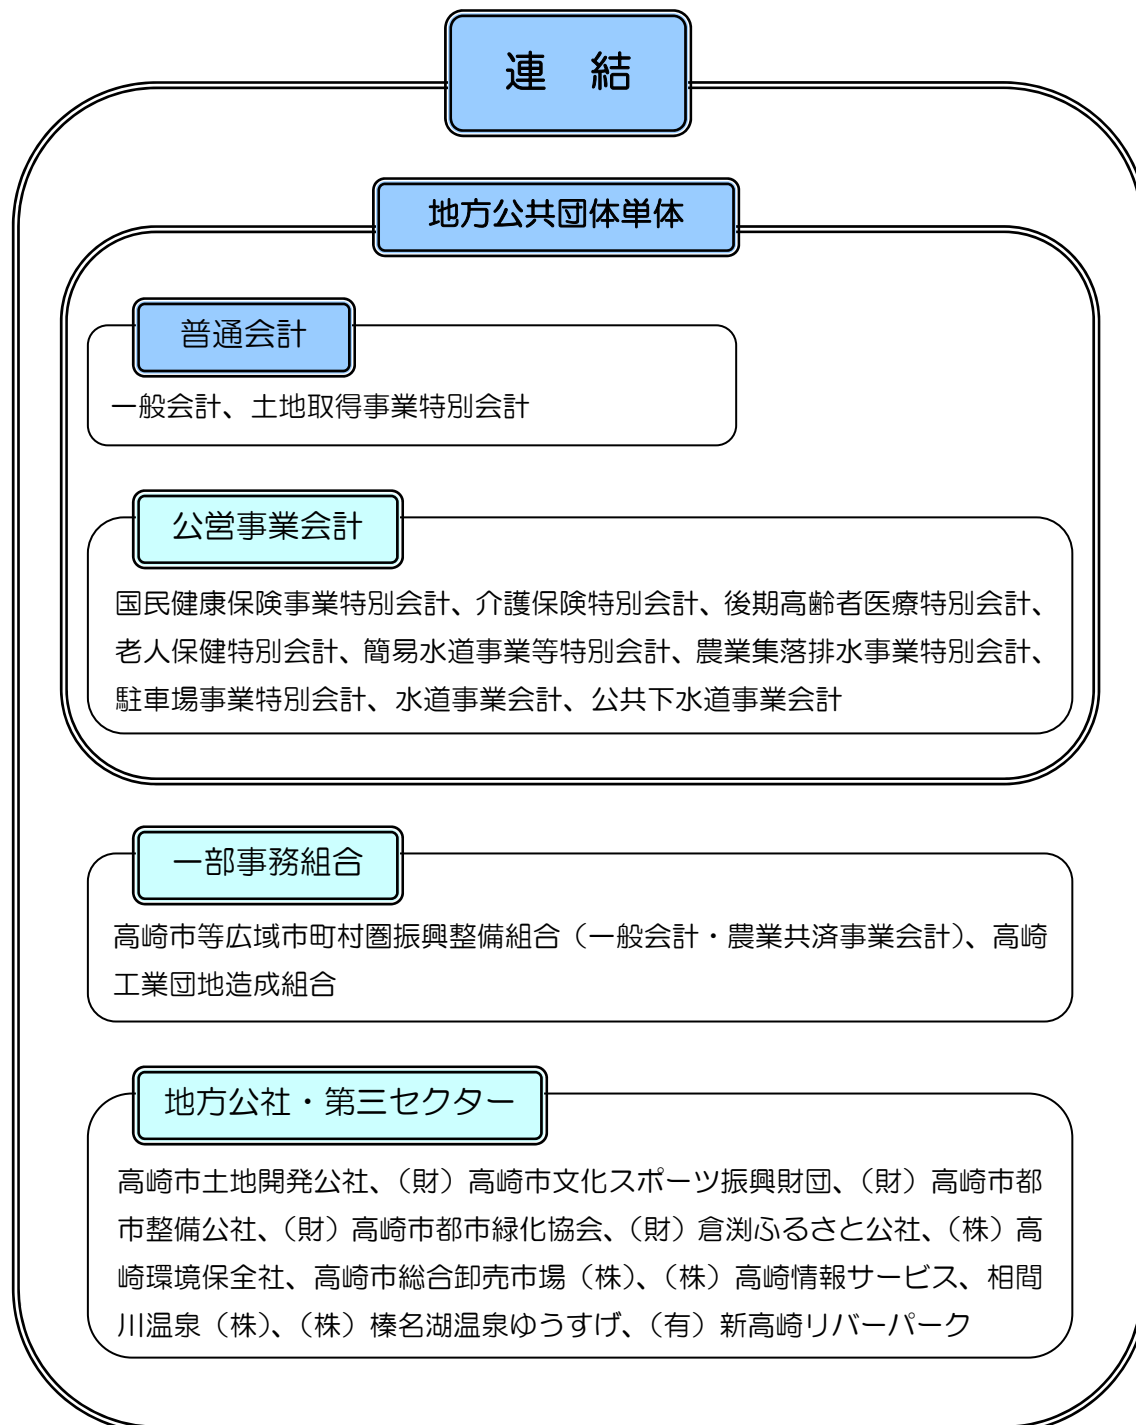 連　結
地方公共団体単体
普通会計
一般会計、土地取得事業特別会計
公営事業会計
国民健康保険事業特別会計、介護保険特別会計、後期高齢者医療特別会計、
老人保健特別会計、簡易水道事業等特別会計、農業集落排水事業特別会計、
駐車場事業特別会計、水道事業会計、公共下水道事業会計
一部事務組合
高崎市等広域市町村圏振興整備組合（一般会計・農業共済事業会計）、高崎
工業団地造成組合
地方公社・第三セクター
高崎市土地開発公社、（財）高崎市文化スポーツ振興財団、（財）高崎市都
市整備公社、（財）高崎市都市緑化協会、（財）倉渕ふるさと公社、（株）高
崎環境保全社、高崎市総合卸売市場（株）、（株）高崎情報サービス、相間
川温泉（株）、（株）榛名湖温泉ゆうすげ、（有）新高崎リバーパーク